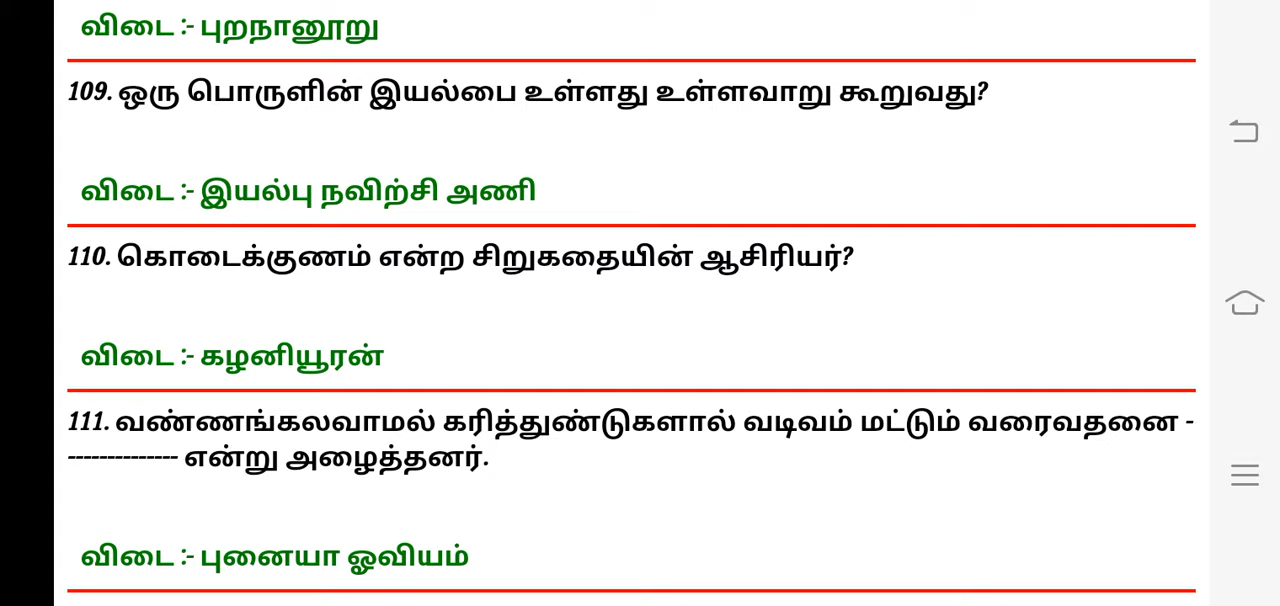 விடை :- புறநானூறு
109. ஒரு பொருளின் இயல்பை உள்ளது உள்ளவாறு கூறுவது?
விடை :- இயல்பு நவிற்சி அணி
110. கொடைக்குணம் என்ற சிறுகதையின் ஆசிரியர்?
விடை :- கழனியூரன்
111. வண்ணங்கலவாமல் கரித்துண்டுகளால் வடிவம் மட்டும் வரைவதனை -
--------------- என்று அழைத்தனர்.
விடை :- புனையா ஓவியம்